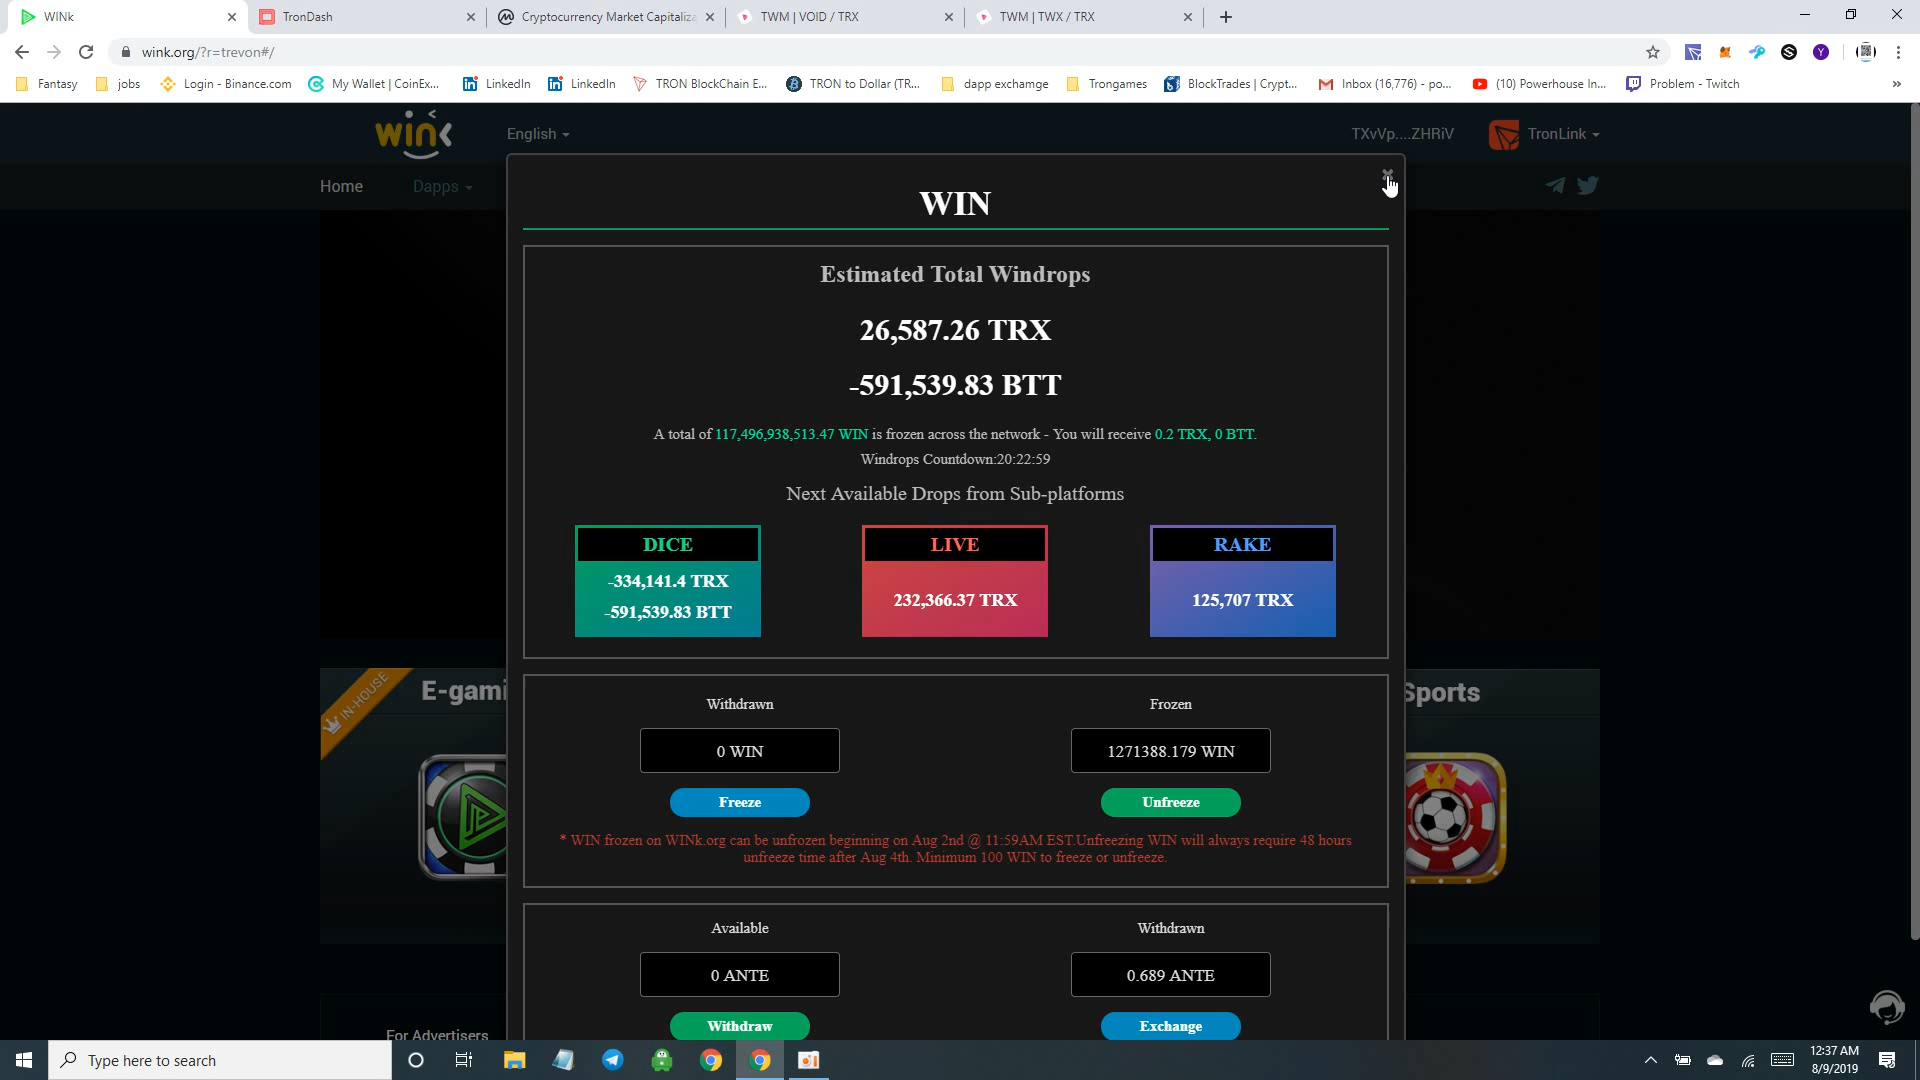 WINk
TronDash
Cryptocurrency Market Capitaliza
TWM | VOID / TRX
TWM | TWX / TRX
wink.org/?r=trevon#/
Fantasy
jobs
Login - Binance.com
My Wallet | CoinEx...
LinkedIn
LinkedIn
TRON BlockChain E...
TRON to Dollar (TR...
dapp exchamge
Trongames
BlockTrades | Crypt...
Inbox (16,776) - po...
(10) Powerhouse In...
Problem - Twitch
wink
English
TXvVp....ZHRiV
TronLink
Home
Dapps
WIN
Estimated Total Windrops
26,587.26 TRX
-591,539.83 BTT
A total of 117,496,938,513.47 WIN is frozen across the network - You will receive 0.2 TRX, 0 BTT.
Windrops Countdown:20:22:59
Next Available Drops from Sub-platforms
DICE
-334,141.4 TRX
-591,539.83 BTT
LIVE
232,366.37 TRX
RAKE
125,707 TRX
IN-HOUSE
E-gami
Sports
Withdrawn
Frozen
0 WIN
1271388.179 WIN
Freeze
Unfreeze
* WIN frozen on WINk.org can be unfrozen beginning on Aug 2nd @ 11:59AM EST.Unfreezing WIN will always require 48 hours
unfreeze time after Aug 4th. Minimum 100 WIN to freeze or unfreeze.
Available
Withdrawn
0 ANTE
0.689 ANTE
Withdraw
Exchange
For Advertisers
Type here to search
12:37 AM
8/9/2019